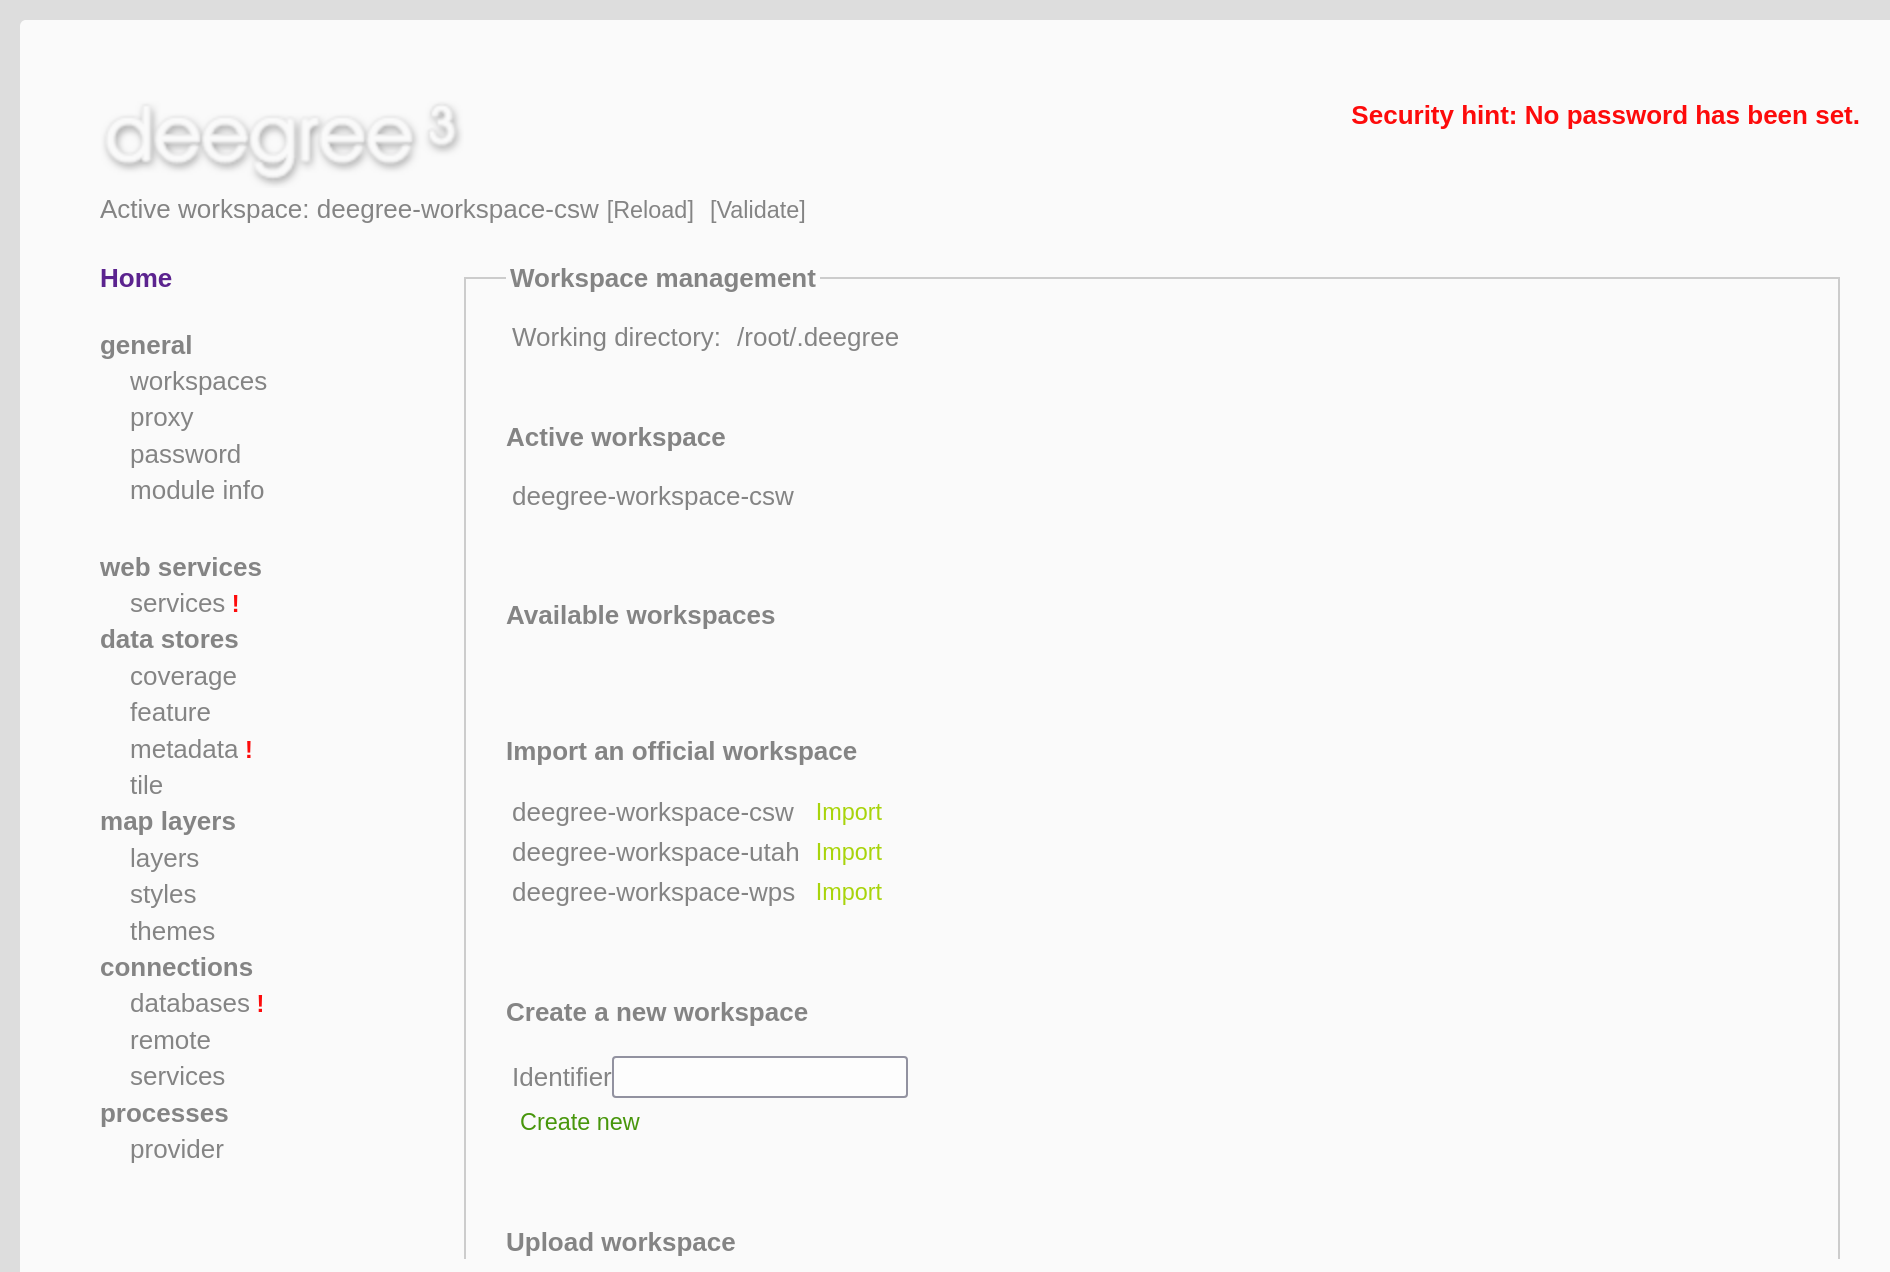 deegree 3
Security hint: No password has been set.
Active workspace: deegree-workspace-csw [Reload] [Validate]
Home
general
workspaces
proxy
password
module info
web services
services !
data stores
coverage
feature
metadata !
tile
map layers
layers
styles
themes
connections
databases !
remote
services
processes
provider
Workspace management
Working directory: /root/.deegree
Active workspace
deegree-workspace-csw
Available workspaces
Import an official workspace
deegree-workspace-csw Import
deegree-workspace-utah Import
deegree-workspace-wps Import
Create a new workspace
Identifier
Create new
Upload workspace